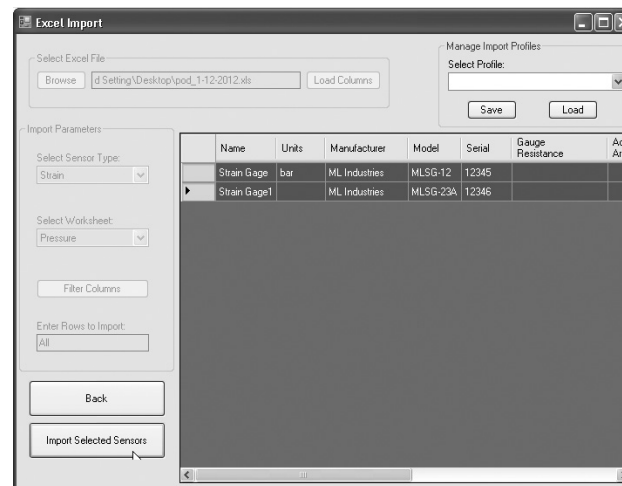 Excel Import
Select Excel File
Browse
d Setting\Desktop\pod_1-12-2012.xls
Load Columns
Manage Import Profiles
Select Profile:
Save
Load
Import Parameters
Select Sensor Type:
Strain
Select Worksheet:
Pressure
Filter Columns
Enter Rows to Import:
All
Back
Import Selected Sensors
Name Units Manufacturer Model Serial Gauge Resistance
Strain Gage bar ML Industries MLSG-12 12345
Strain Gage1 ML Industries MLSG-23A 12346